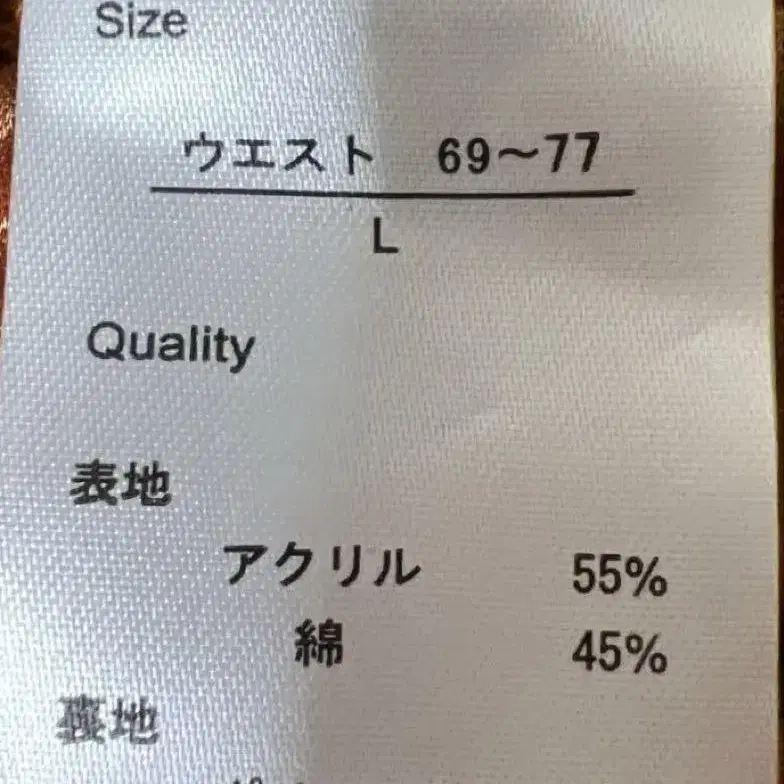 Size
ウエスト 69～77
L
Quality
表地
アクリル 55%
綿 45%
裏地